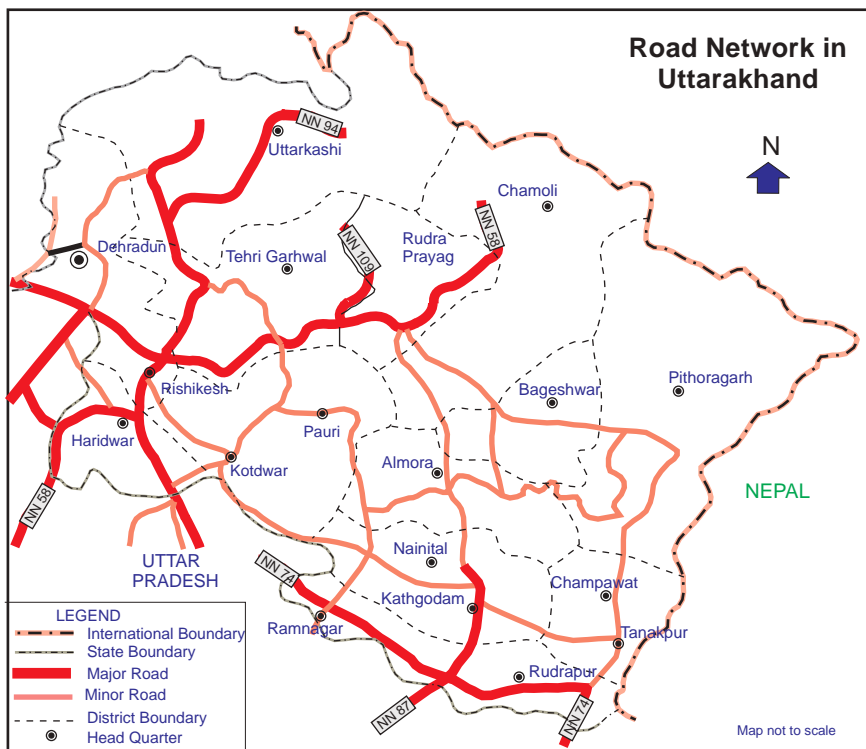 Road Network in
Uttarakhand
N
NN 94
Uttarkashi
Chamoli
Dehradun
Tehri Garhwal
NN 109
Rudra
Prayag
NN 58
Rishikesh
Bageshwar
Pithoragarh
Haridwar
Pauri
Kotdwar
Almora
NN 58
NEPAL
UTTAR
PRADESH
NN 74
Nainital
Champawat
Kathgodam
Ramnagar
Tanakpur
Rudrapur
NN 87
NN 74
LEGEND
International Boundary
State Boundary
Major Road
Minor Road
District Boundary
Head Quarter
Map not to scale